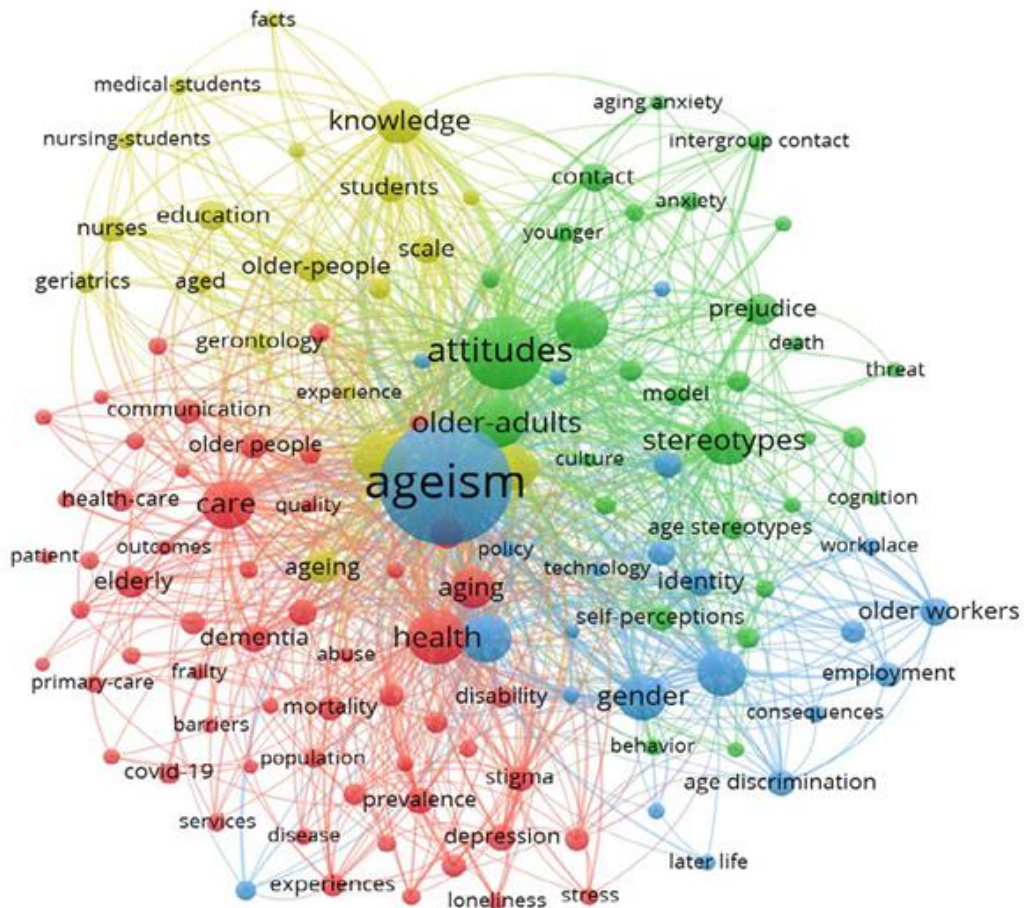 facts
medical-students
knowledge
aging anxiety
nursing-students
intergroup contact
students
contact
education
anxiety
nurses
younger
scale
older-people
geriatrics
aged
prejudice
gerontology
attitudes
death
threat
experience
model
communication
older-adults
older people
stereotypes
culture
ageism
health-care
care
quality
cognition
age stereotypes
outcomes
policy
workplace
patient
ageing
technology
elderly
aging
identity
older workers
self-perceptions
dementia
health
abuse
frailty
employment
primary-care
disability
gender
mortality
consequences
barriers
behavior
population
covid-19
stigma
age discrimination
prevalence
services
disease
depression
later life
experiences
loneliness
stress